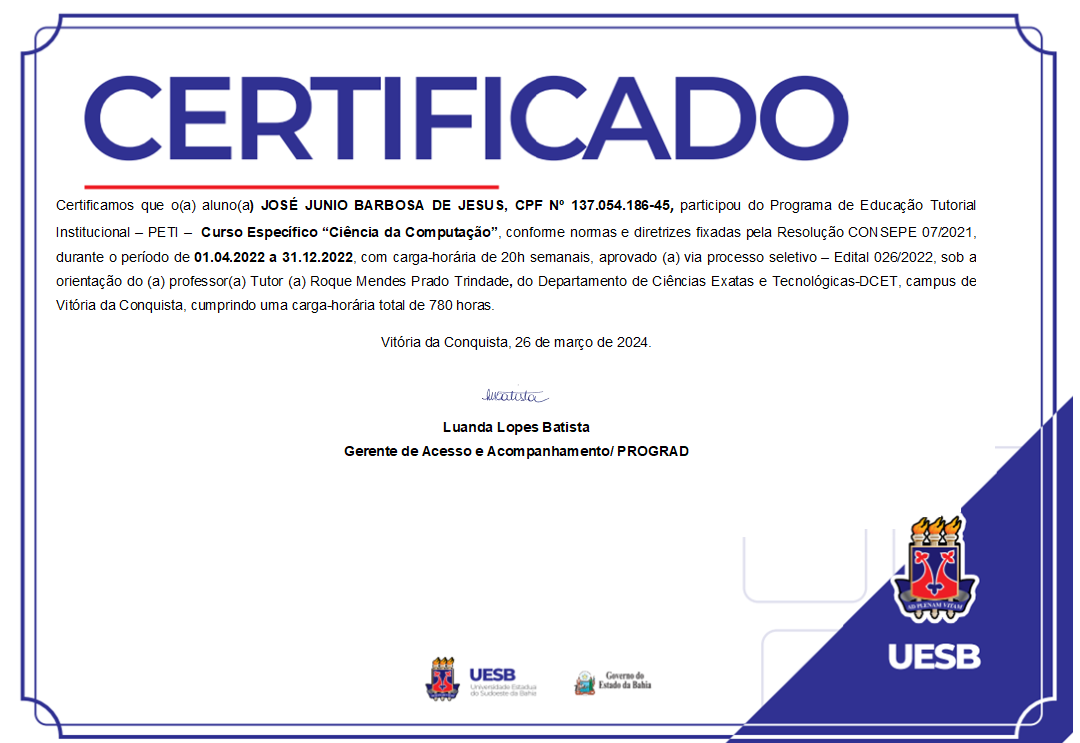 CERTIFICADO
Certificamos que o(a) aluno(a) JOSÉ JUNIO BARBOSA DE JESUS, CPF Nº 137.054.186-45, participou do Programa de Educação Tutorial
Institucional – PETI – Curso Específico “Ciência da Computação”, conforme normas e diretrizes fixadas pela Resolução CONSEPE 07/2021,
durante o período de 01.04.2022 a 31.12.2022, com carga-horária de 20h semanais, aprovado (a) via processo seletivo – Edital 026/2022, sob a
orientação do (a) professor(a) Tutor (a) Roque Mendes Prado Trindade, do Departamento de Ciências Exatas e Tecnológicas-DCET, campus de
Vitória da Conquista, cumprindo uma carga-horária total de 780 horas.
Vitória da Conquista, 26 de março de 2024.
Luanda Lopes Batista
Gerente de Acesso e Acompanhamento/ PROGRAD
AD PLENAM VITAM
UESB
UESB
Universidade Estadual
do Sudoeste da Bahia
Governo do
Estado da Bahia